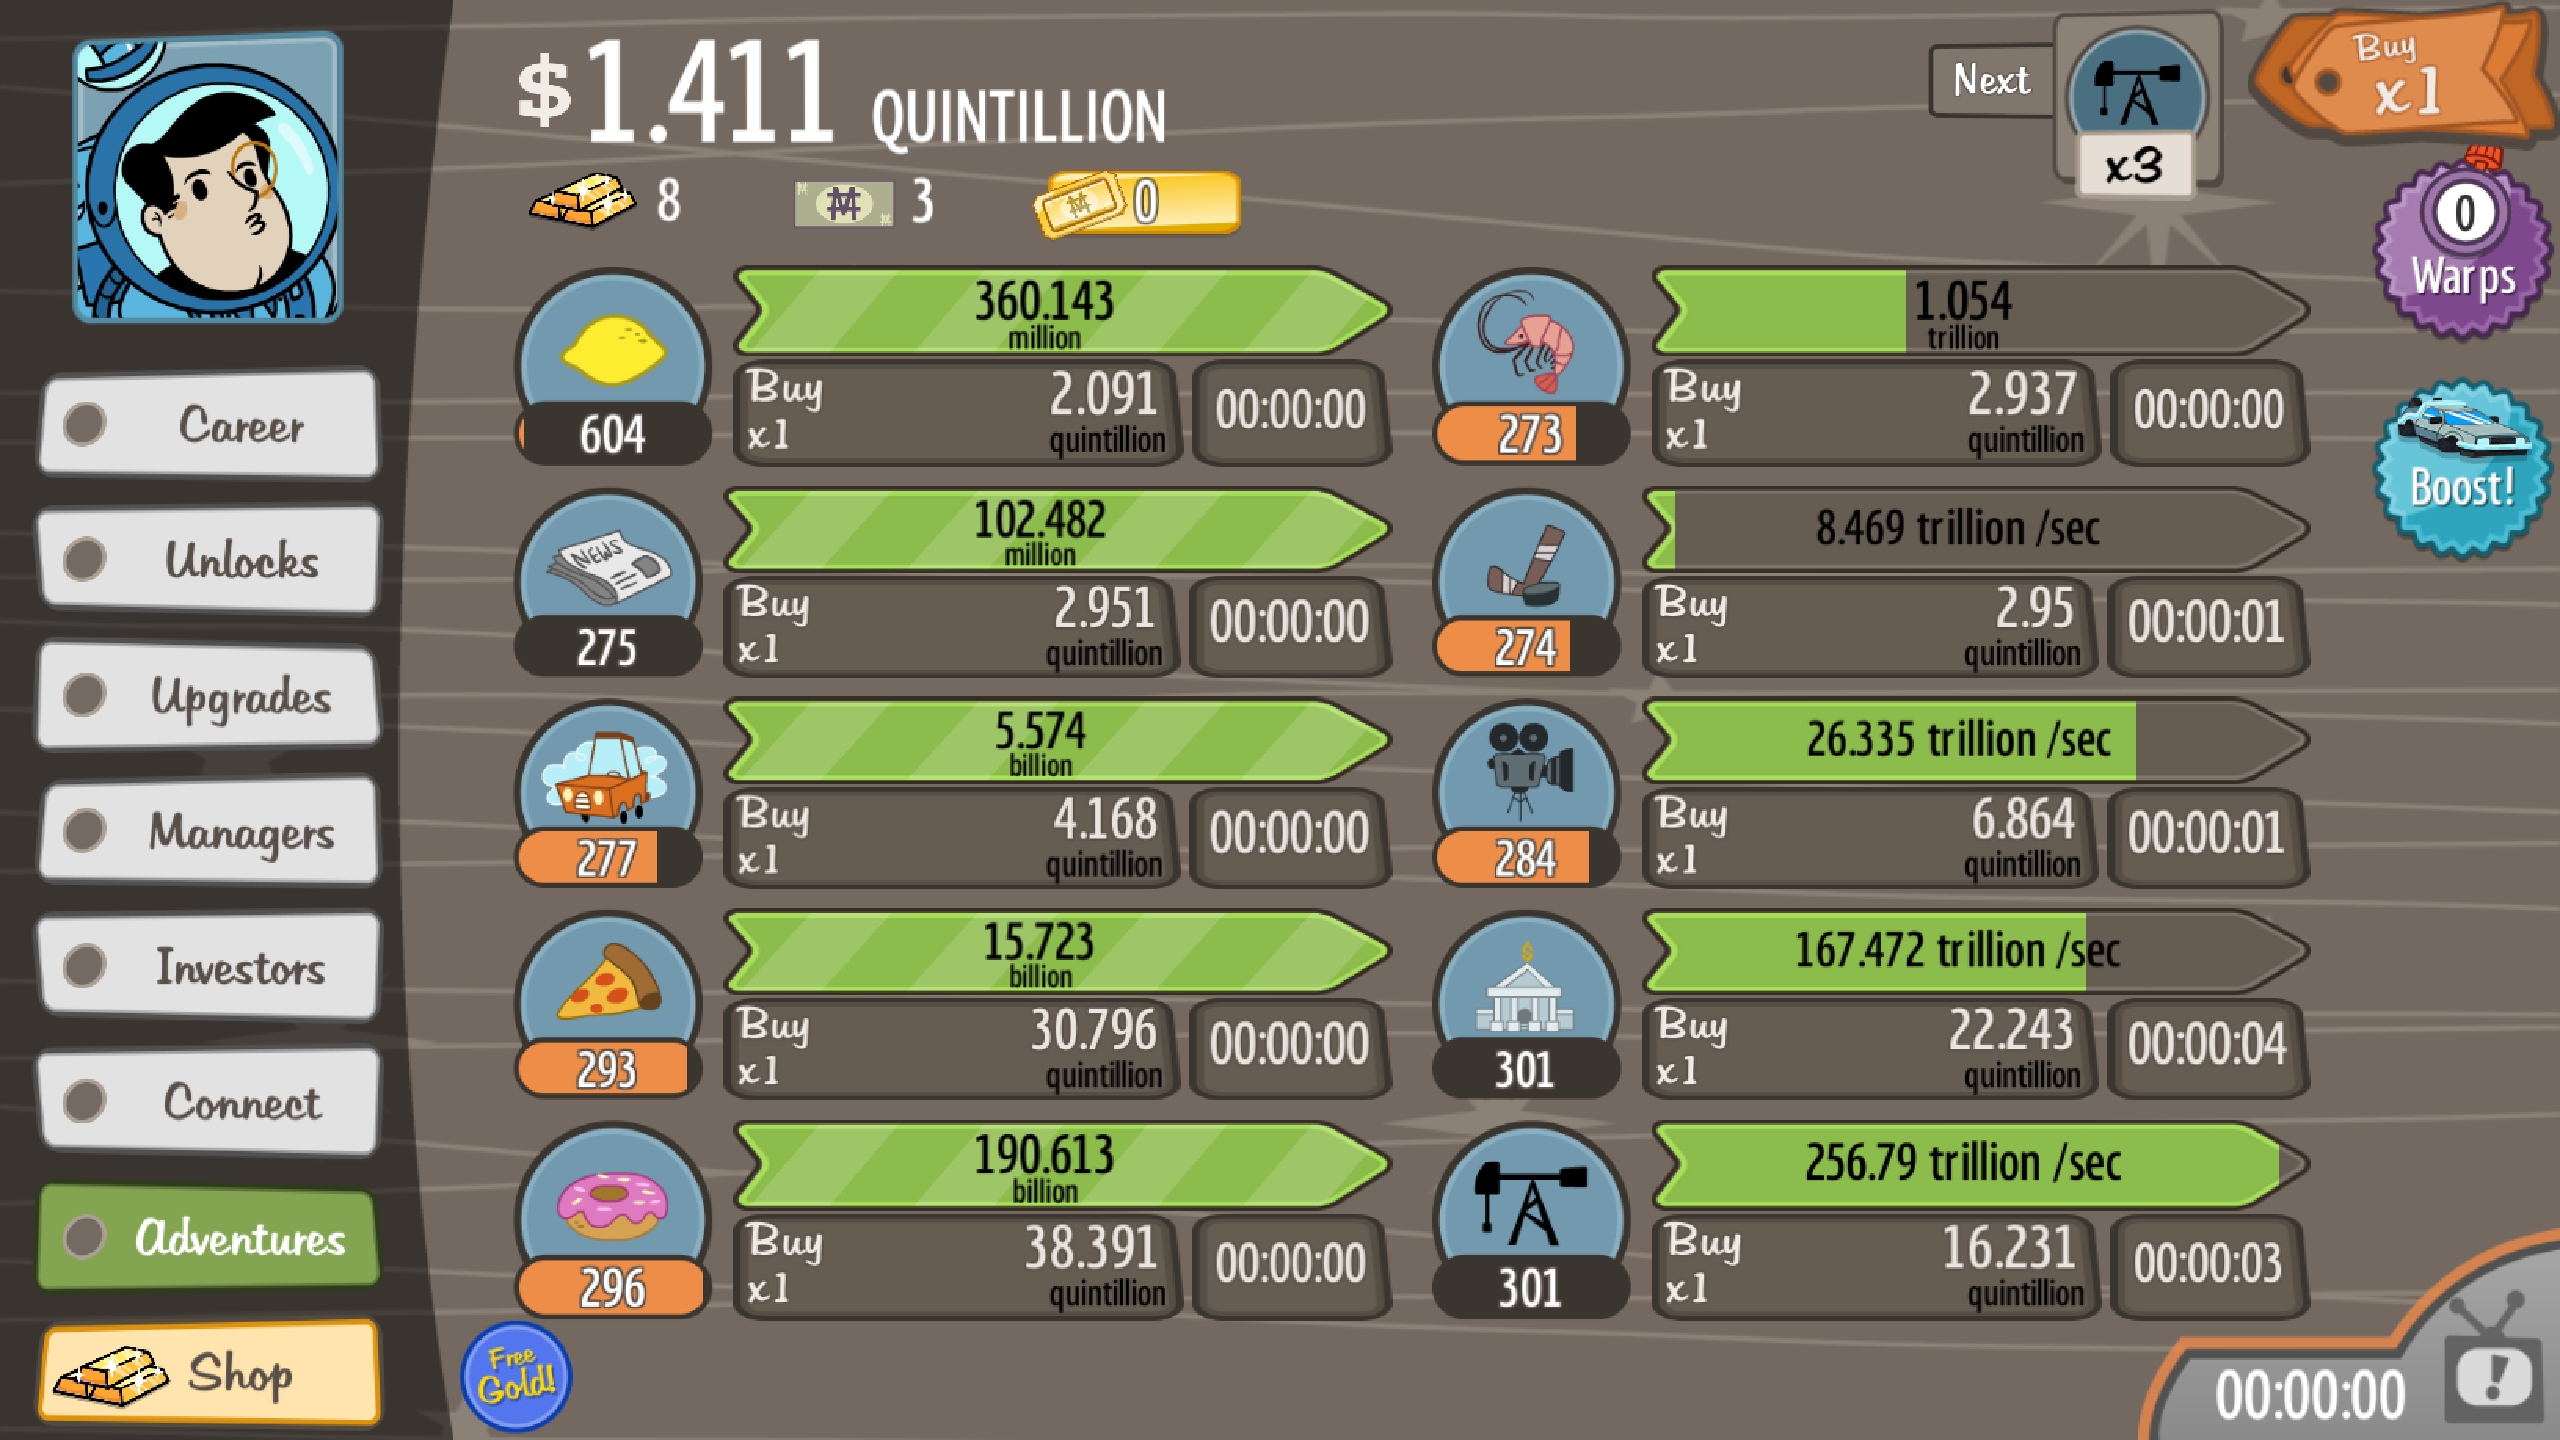 $1.411 QUINTILLION
8
3
0
Next
x3
Buy
x1
0
Warps
Boost!
Career
Unlocks
Upgrades
Managers
Investors
Connect
Adventures
Shop
360.143
million
604
Buy
x1
2.091
quintillion
00:00:00
NEWS
102.482
million
275
Buy
x1
2.951
quintillion
00:00:00
5.574
billion
277
Buy
x1
4.168
quintillion
00:00:00
15.723
billion
293
Buy
x1
30.796
quintillion
00:00:00
190.613
billion
296
Buy
x1
38.391
quintillion
00:00:00
1.054
trillion
273
Buy
x1
2.937
quintillion
00:00:00
8.469 trillion /sec
274
Buy
x1
2.95
quintillion
00:00:01
26.335 trillion /sec
284
Buy
x1
6.864
quintillion
00:00:01
167.472 trillion /sec
301
Buy
x1
22.243
quintillion
00:00:04
256.79 trillion /sec
301
Buy
x1
16.231
quintillion
00:00:03
Free
Gold!
00:00:00
!